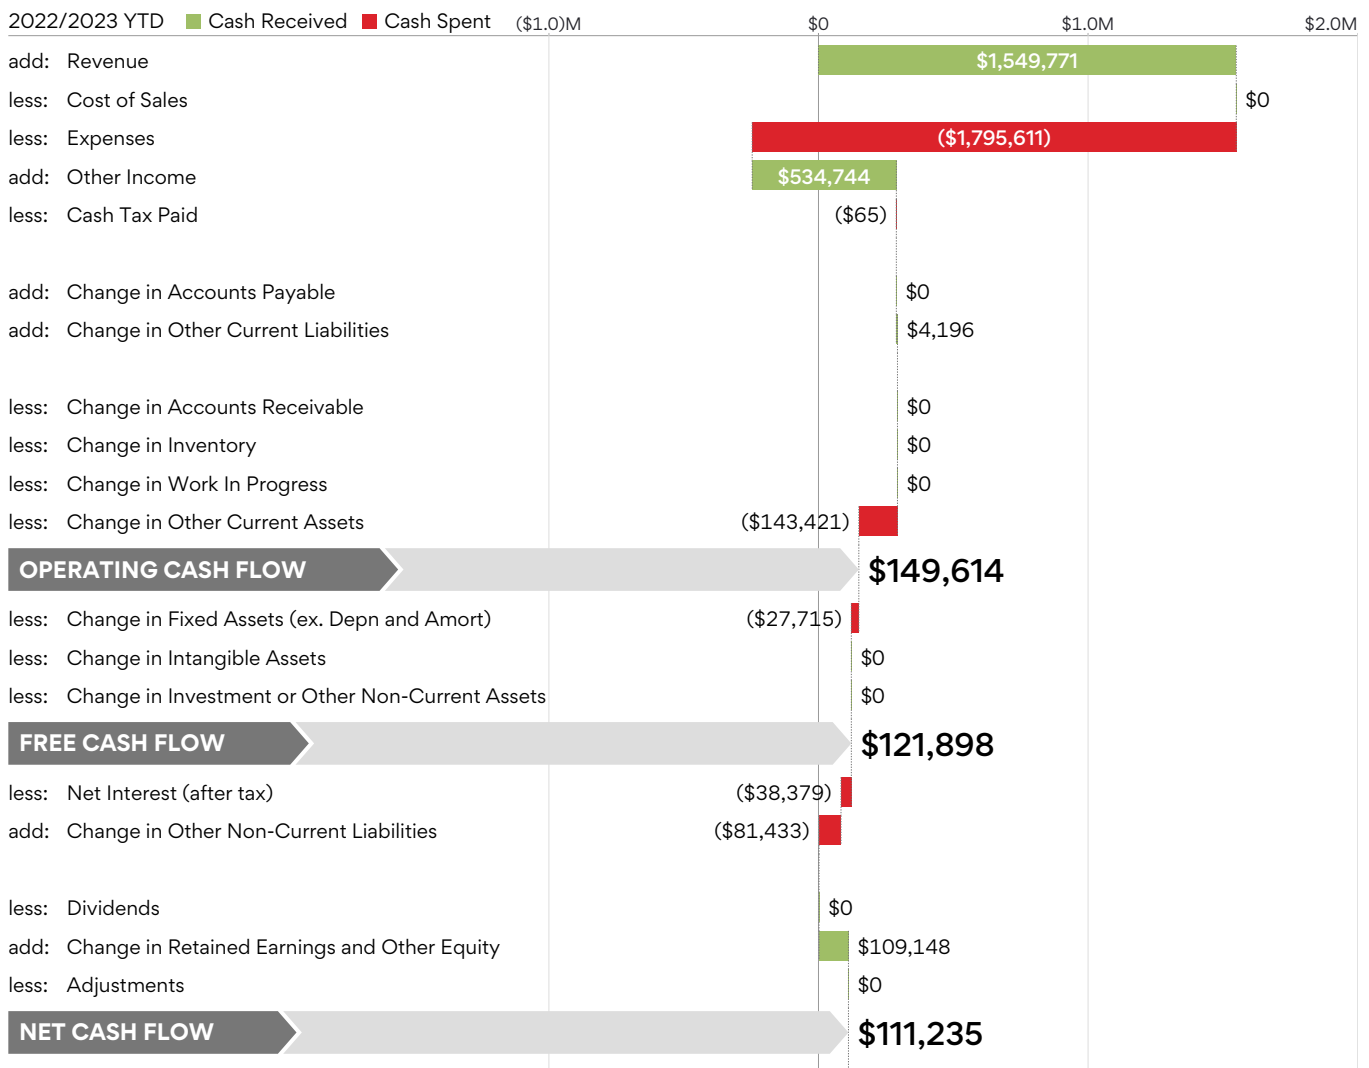 2022/2023 YTD Cash Received Cash Spent ($1.0)M $0 $1.0M $2.0M
add: Revenue $1,549,771
less: Cost of Sales $0
less: Expenses ($1,795,611)
add: Other Income $534,744
less: Cash Tax Paid ($65)
add: Change in Accounts Payable $0
add: Change in Other Current Liabilities $4,196
less: Change in Accounts Receivable $0
less: Change in Inventory $0
less: Change in Work In Progress $0
less: Change in Other Current Assets ($143,421)
OPERATING CASH FLOW $149,614
less: Change in Fixed Assets (ex. Depn and Amort) ($27,715)
less: Change in Intangible Assets $0
less: Change in Investment or Other Non-Current Assets $0
FREE CASH FLOW $121,898
less: Net Interest (after tax) ($38,379)
add: Change in Other Non-Current Liabilities ($81,433)
less: Dividends $0
add: Change in Retained Earnings and Other Equity $109,148
less: Adjustments $0
NET CASH FLOW $111,235